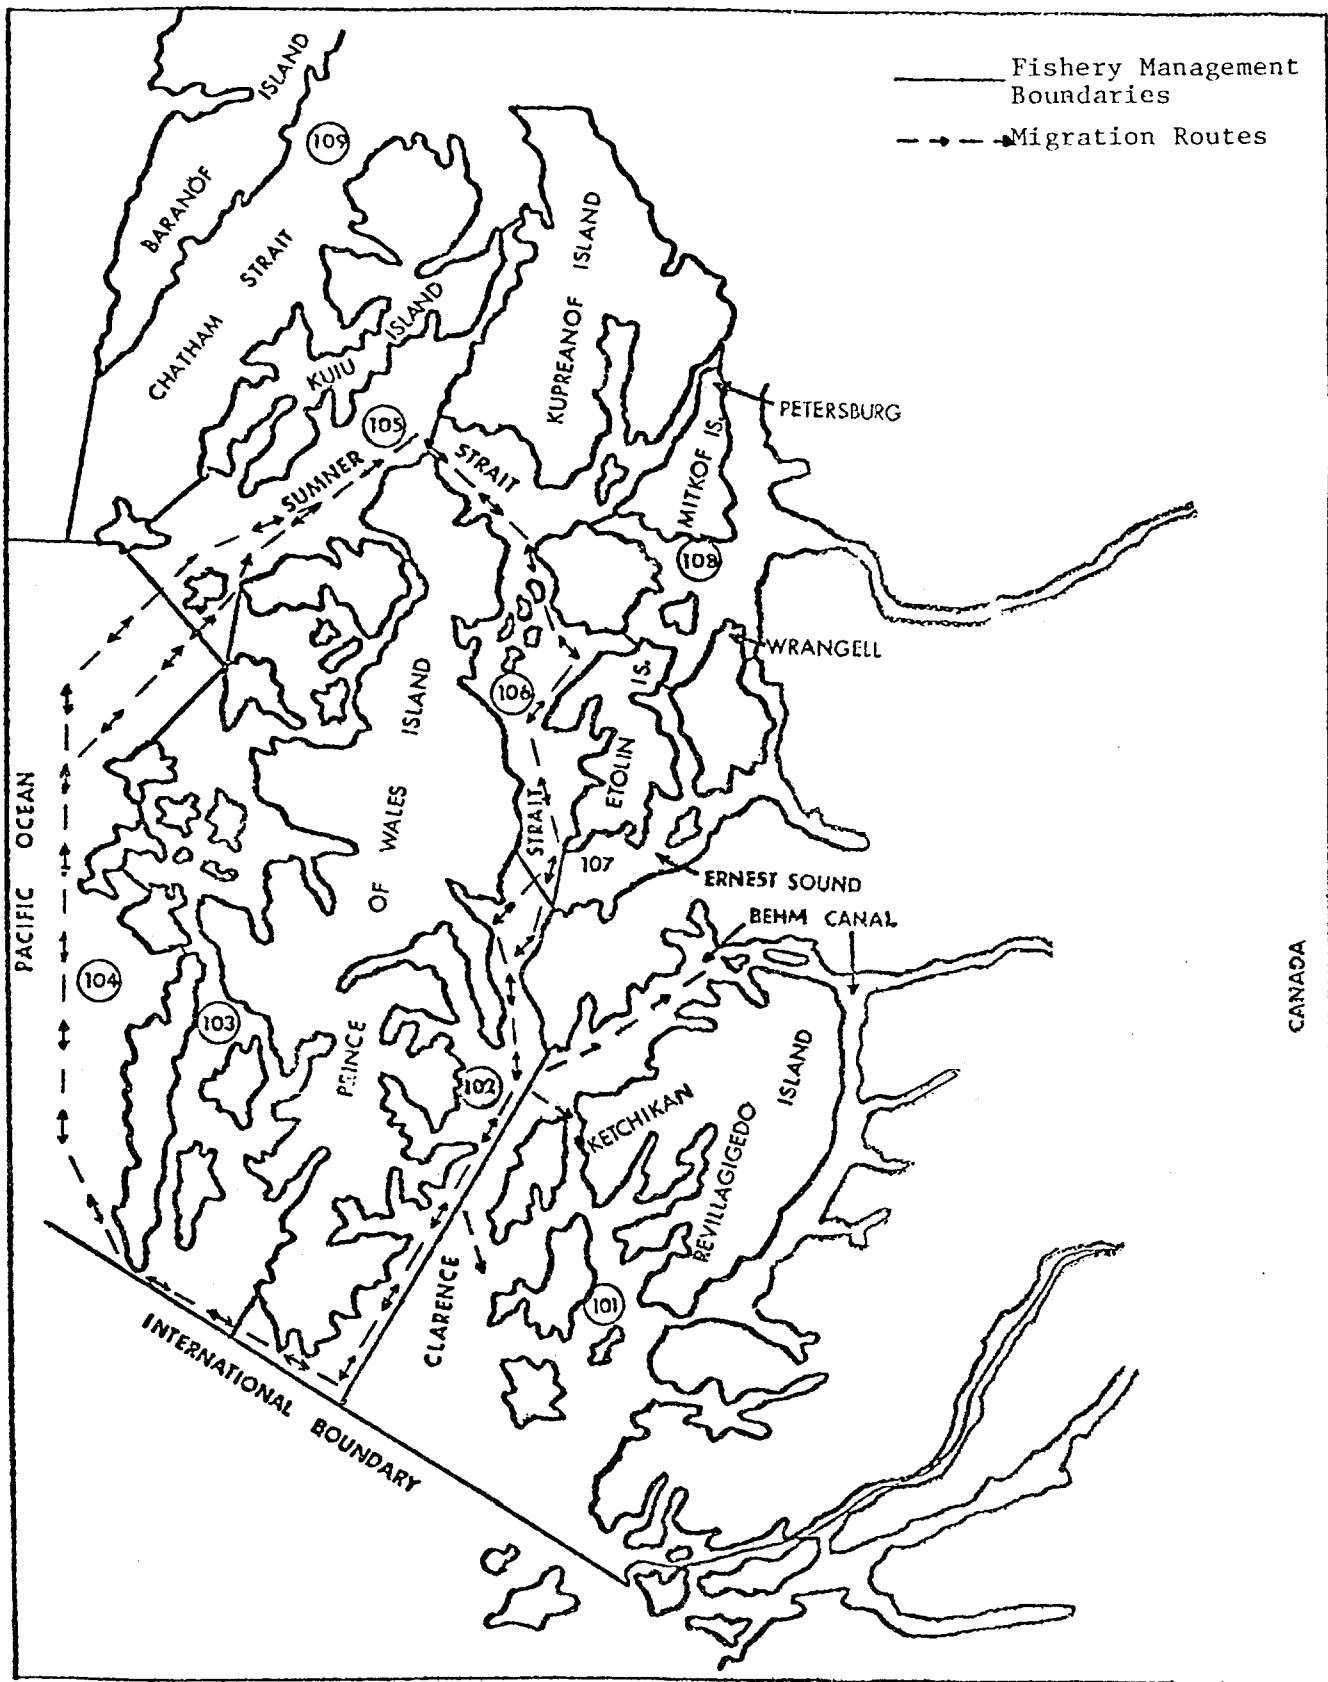 Fishery Management
Boundaries
Migration Routes
BARANOF ISLAND
109
CHATHAM STRAIT
KUIU ISLAND
KUPREANOF ISLAND
105
SUMNER STRAIT
PETERSBURG
MITKOF IS.
108
WRANGELL
106
ETOLIN IS.
STRAIT
107
ERNEST SOUND
BEHM CANAL
PACIFIC OCEAN
104
103
PRINCE OF WALES ISLAND
102
KETCHIKAN
REVILLAGIGEDO ISLAND
CANADA
CLARENCE
101
INTERNATIONAL BOUNDARY